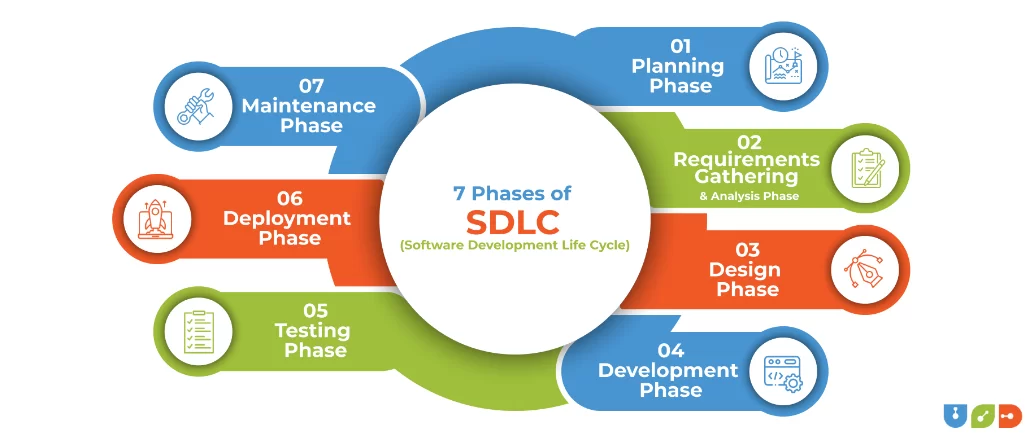 7 Phases of
SDLC
(Software Development Life Cycle)
01
Planning
Phase
02
Requirements
Gathering
& Analysis Phase
03
Design
Phase
04
Development
Phase
05
Testing
Phase
06
Deployment
Phase
07
Maintenance
Phase